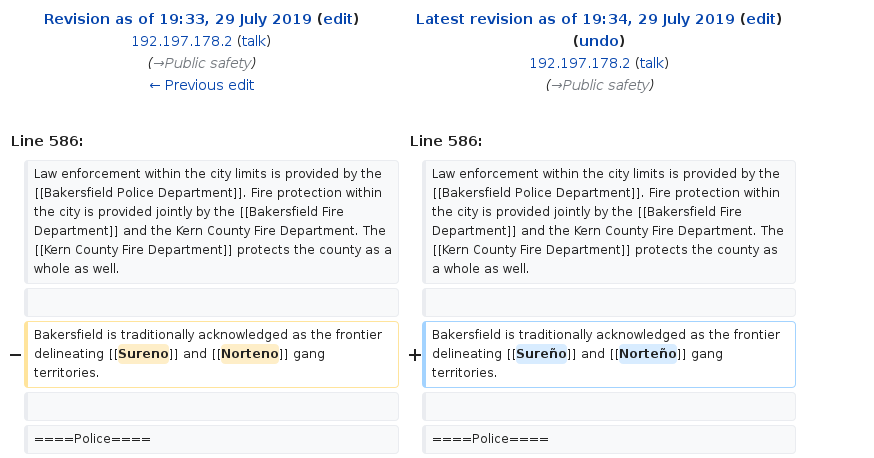 Revision as of 19:33, 29 July 2019 (edit)
192.197.178.2 (talk)
(→Public safety)
← Previous edit
Latest revision as of 19:34, 29 July 2019 (edit)
(undo)
192.197.178.2 (talk)
(→Public safety)
Line 586:
Law enforcement within the city limits is provided by the
[[Bakersfield Police Department]]. Fire protection within
the city is provided jointly by the [[Bakersfield Fire
Department]] and the Kern County Fire Department. The
[[Kern County Fire Department]] protects the county as a
whole as well.
− Bakersfield is traditionally acknowledged as the frontier
delineating [[Sureno]] and [[Norteno]] gang
territories.
====Police====
Line 586:
Law enforcement within the city limits is provided by the
[[Bakersfield Police Department]]. Fire protection within
the city is provided jointly by the [[Bakersfield Fire
Department]] and the Kern County Fire Department. The
[[Kern County Fire Department]] protects the county as
a whole as well.
+ Bakersfield is traditionally acknowledged as the frontier
delineating [[Sureño]] and [[Norteño]] gang
territories.
====Police====